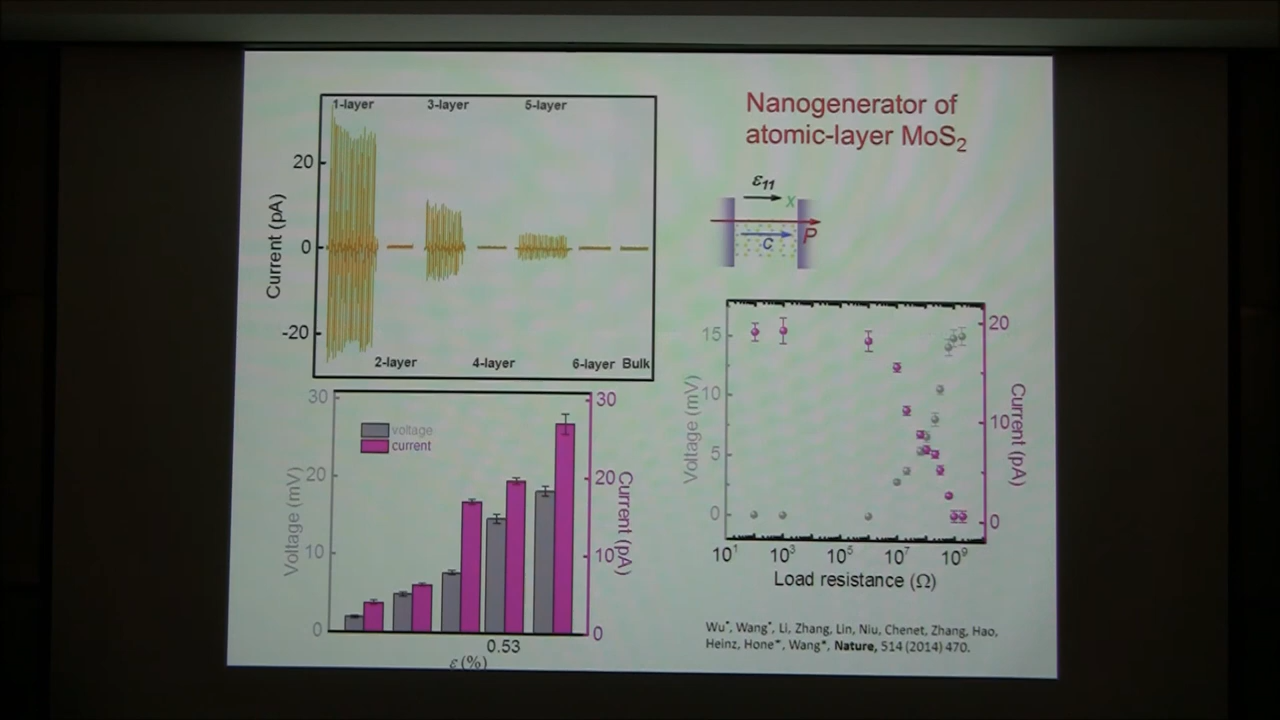 Nanogenerator of
atomic-layer MoS₂
1-layer 3-layer 5-layer
20
0
-20
Current (pA)
2-layer 4-layer 6-layer Bulk
ε₁₁
x
c
P
30
20
10
0
Voltage (mV)
voltage
current
30
20
10
0
Current (pA)
0.53
ε (%)
15
10
5
0
Voltage (mV)
20
10
0
Current (pA)
10¹ 10³ 10⁵ 10⁷ 10⁹
Load resistance (Ω)
Wu*, Wang*, Li, Zhang, Lin, Niu, Chenet, Zhang, Hao,
Heinz, Hone*, Wang*, Nature, 514 (2014) 470.